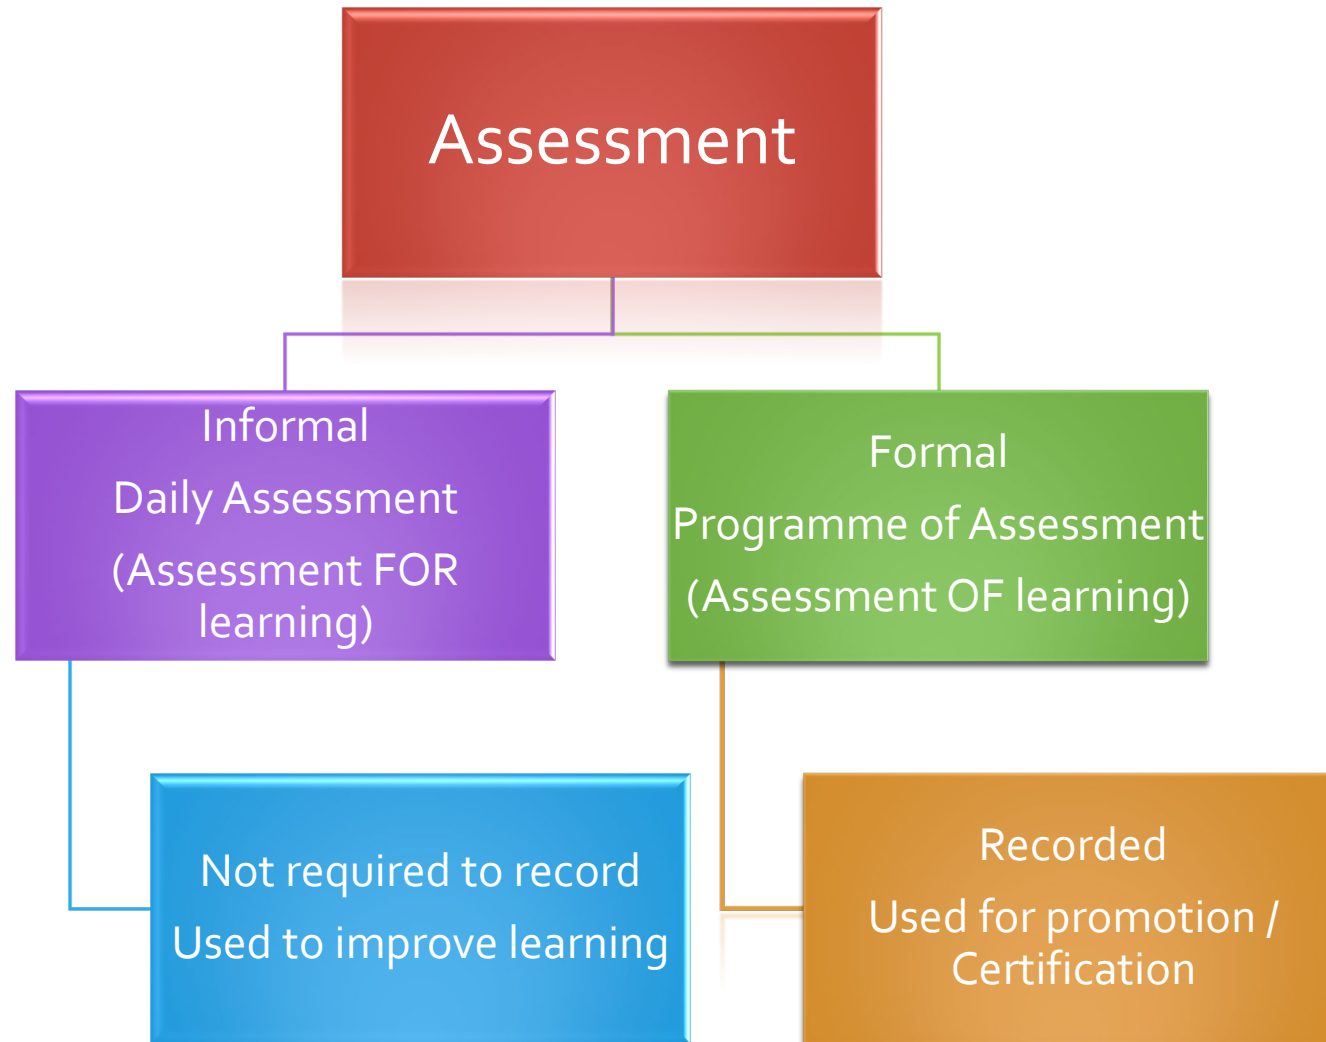 Assessment
Informal
Daily Assessment
(Assessment FOR
learning)
Formal
Programme of Assessment
(Assessment OF learning)
Not required to record
Used to improve learning
Recorded
Used for promotion /
Certification